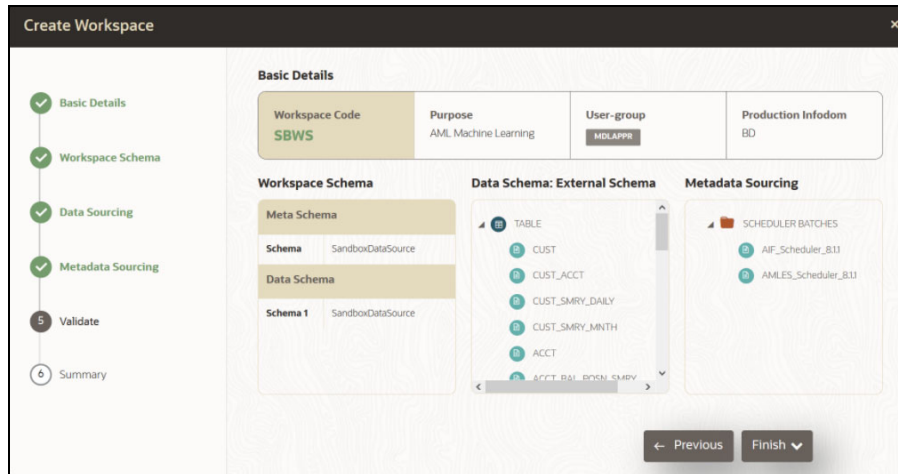 Create Workspace
×
Basic Details
Workspace Schema
Data Sourcing
Metadata Sourcing
5 Validate
6 Summary
Basic Details
Workspace Code
SBWS
Purpose
AML Machine Learning
User-group
MDLAPPR
Production Infodom
BD
Workspace Schema
Meta Schema
Schema SandboxDataSource
Data Schema
Schema 1 SandboxDataSource
Data Schema: External Schema
TABLE
CUST
CUST_ACCT
CUST_SMRY_DAILY
CUST_SMRY_MNTH
ACCT
ACCT_BAL_POSN_SMRY
Metadata Sourcing
SCHEDULER BATCHES
AIF_Scheduler_8.1.1
AMLES_Scheduler_8.1.1
← Previous
Finish